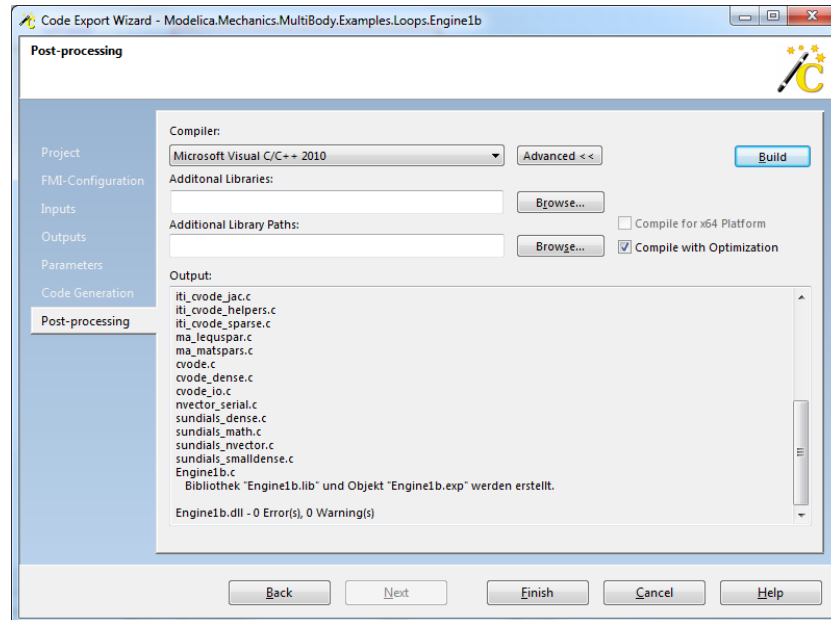 Code Export Wizard - Modelica.Mechanics.MultiBody.Examples.Loops.Engine1b
Post-processing
Project
FMI-Configuration
Inputs
Outputs
Parameters
Code Generation
Post-processing
Compiler:
Microsoft Visual C/C++ 2010
Advanced <<
Build
Additonal Libraries:
Browse...
Additional Library Paths:
Browse...
Compile for x64 Platform
Compile with Optimization
Output:
iti_cvode_jac.c
iti_cvode_helpers.c
iti_cvode_sparse.c
ma_lequspar.c
ma_matspars.c
cvode.c
cvode_dense.c
cvode_io.c
nvector_serial.c
sundials_dense.c
sundials_math.c
sundials_nvector.c
sundials_smalldense.c
Engine1b.c
Bibliothek "Engine1b.lib" und Objekt "Engine1b.exp" werden erstellt.
Engine1b.dll - 0 Error(s), 0 Warning(s)
Back
Next
Finish
Cancel
Help